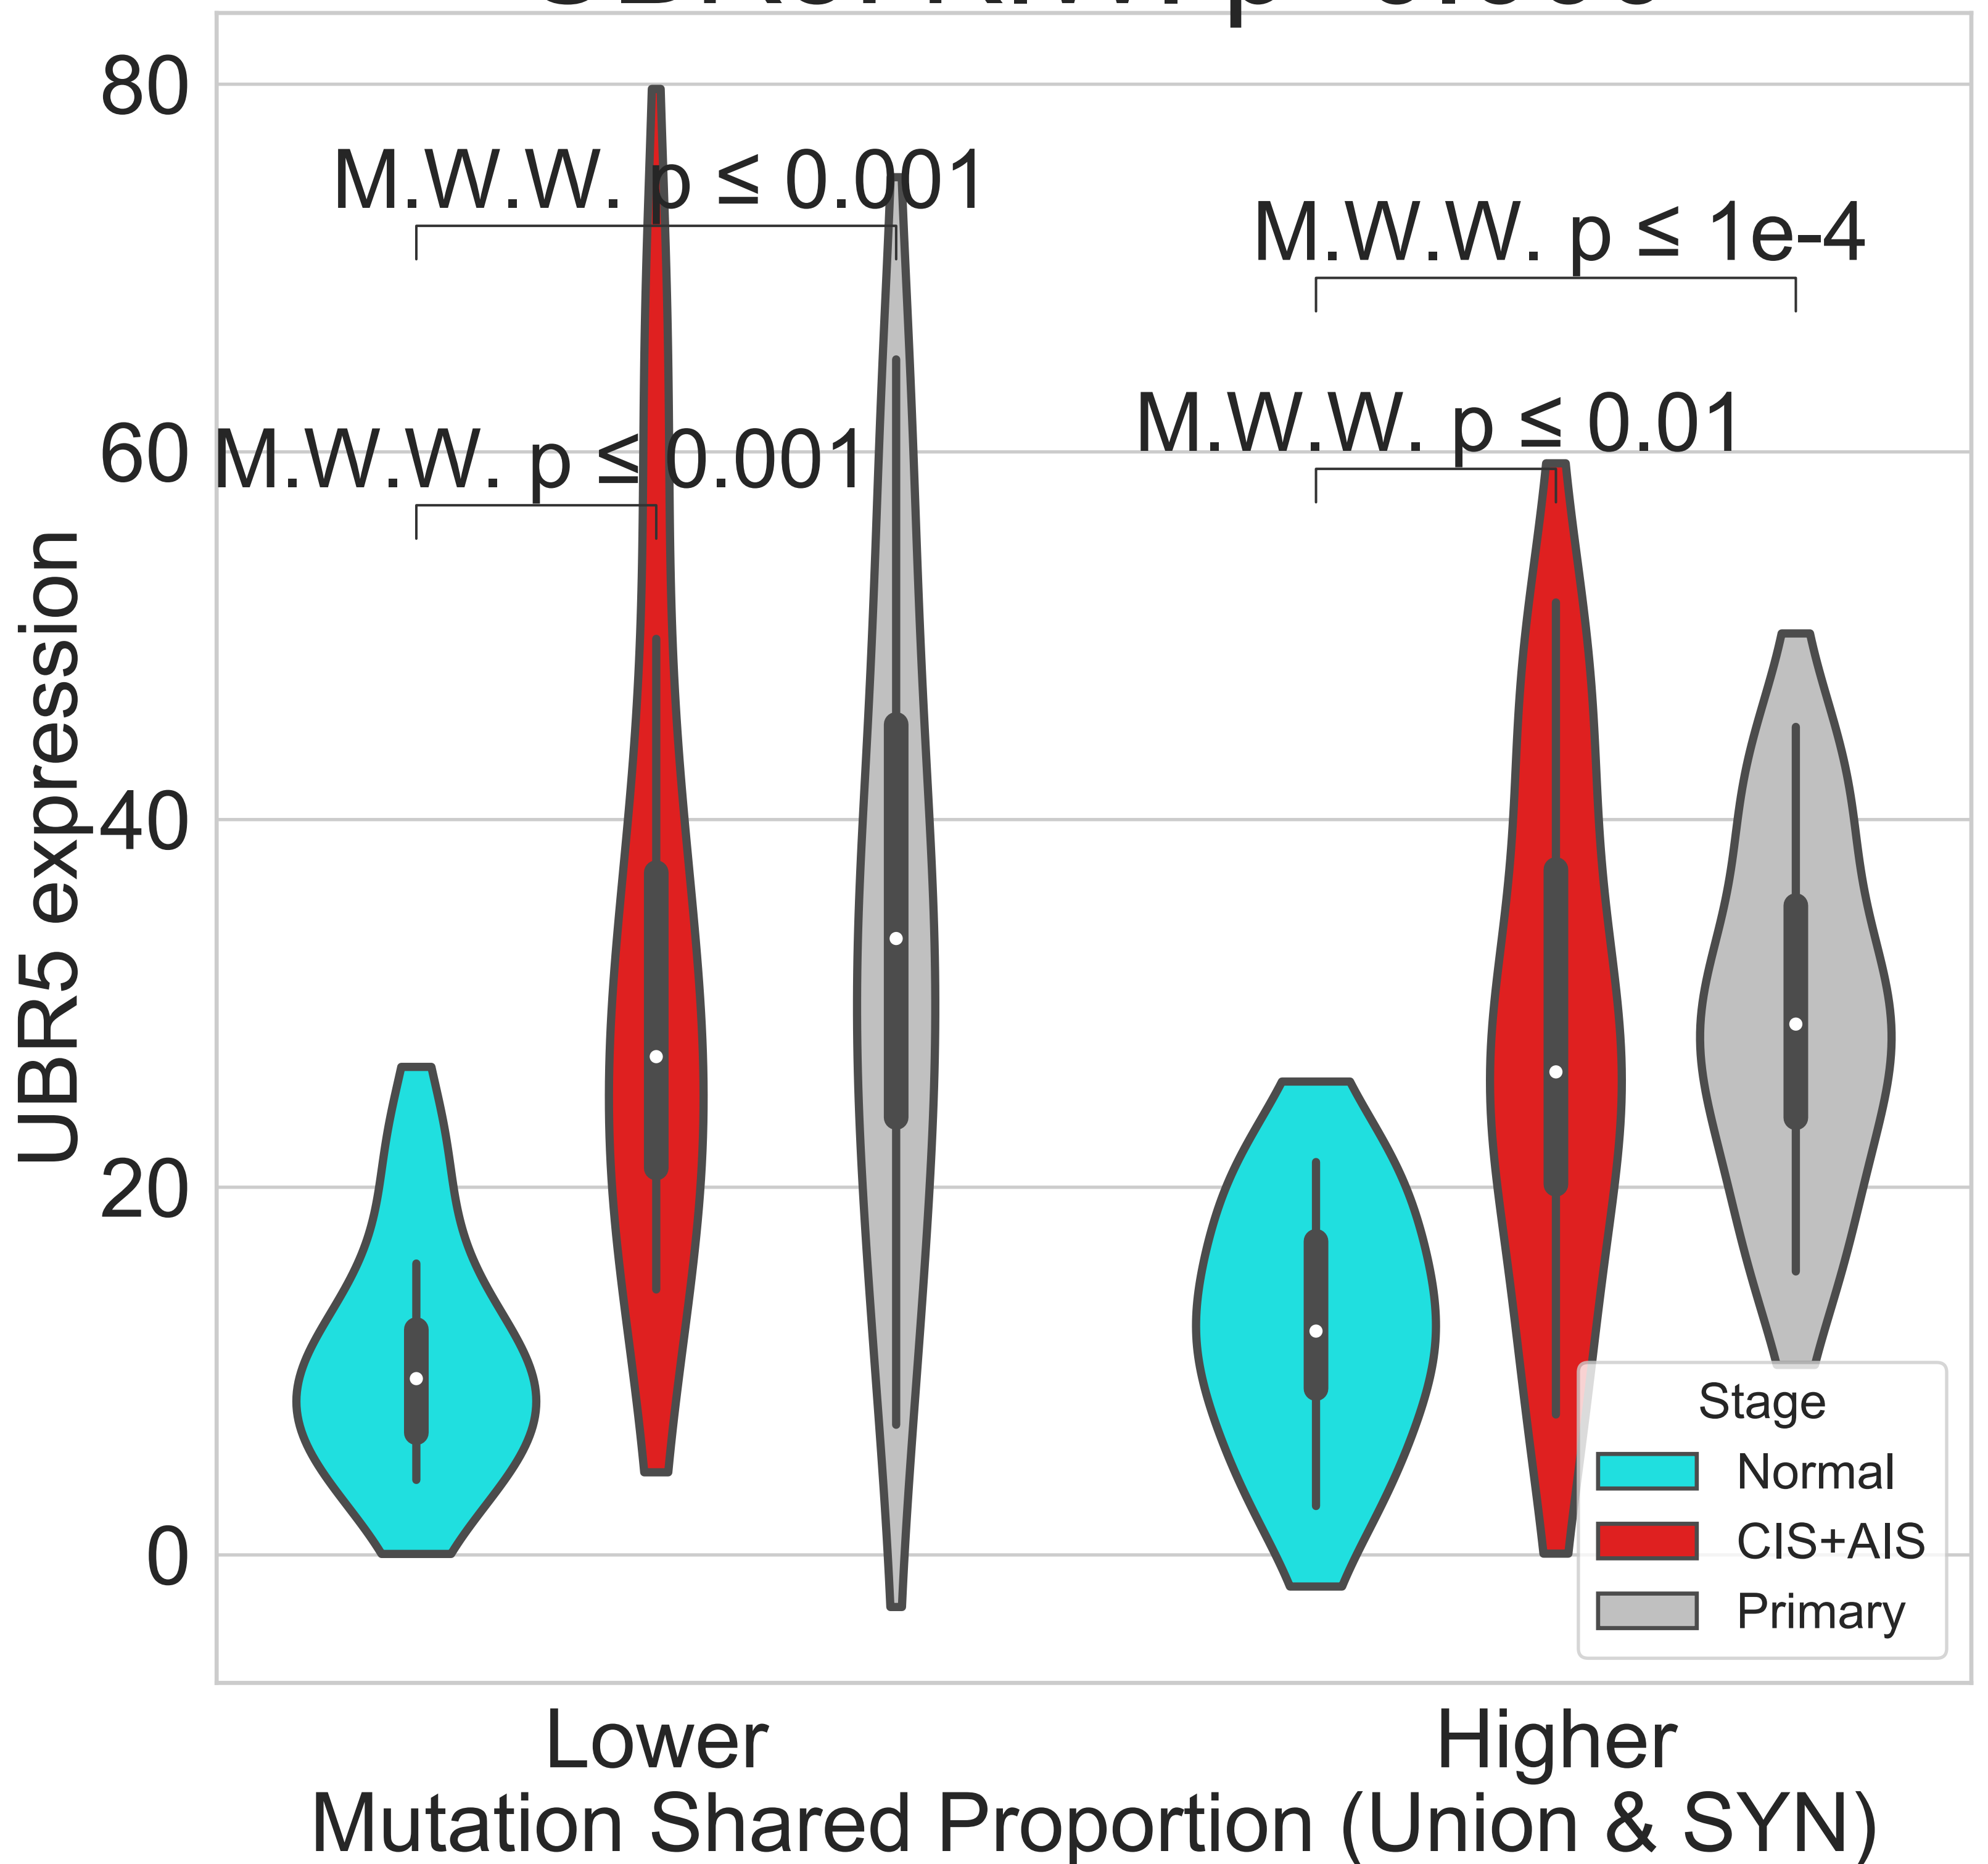 80
60
40
20
0
UBR5 expression
M.W.W. p ≤ 0.001
M.W.W. p ≤ 1e-4
M.W.W. p ≤ 0.01
M.W.W. p ≤ 0.001
Stage
Normal
CIS+AIS
Primary
Lower
Higher
Mutation Shared Proportion (Union & SYN)